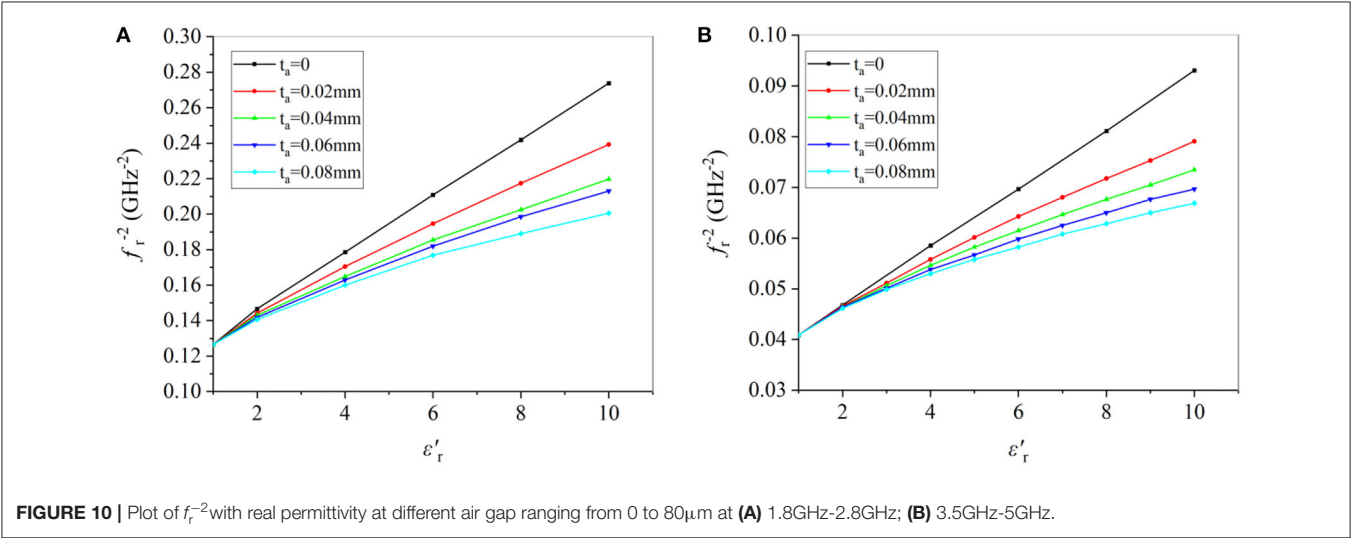 A
0.30
0.28
0.26
0.24
0.22
0.20
0.18
0.16
0.14
0.12
0.10
f_r^-2 (GHz^-2)
t_a=0
t_a=0.02mm
t_a=0.04mm
t_a=0.06mm
t_a=0.08mm
2 4 6 8 10
ε'_r
B
0.10
0.09
0.08
0.07
0.06
0.05
0.04
0.03
f_r^-2 (GHz^-2)
t_a=0
t_a=0.02mm
t_a=0.04mm
t_a=0.06mm
t_a=0.08mm
2 4 6 8 10
ε'_r
FIGURE 10 | Plot of f_r^−2 with real permittivity at different air gap ranging from 0 to 80μm at (A) 1.8GHz-2.8GHz; (B) 3.5GHz-5GHz.